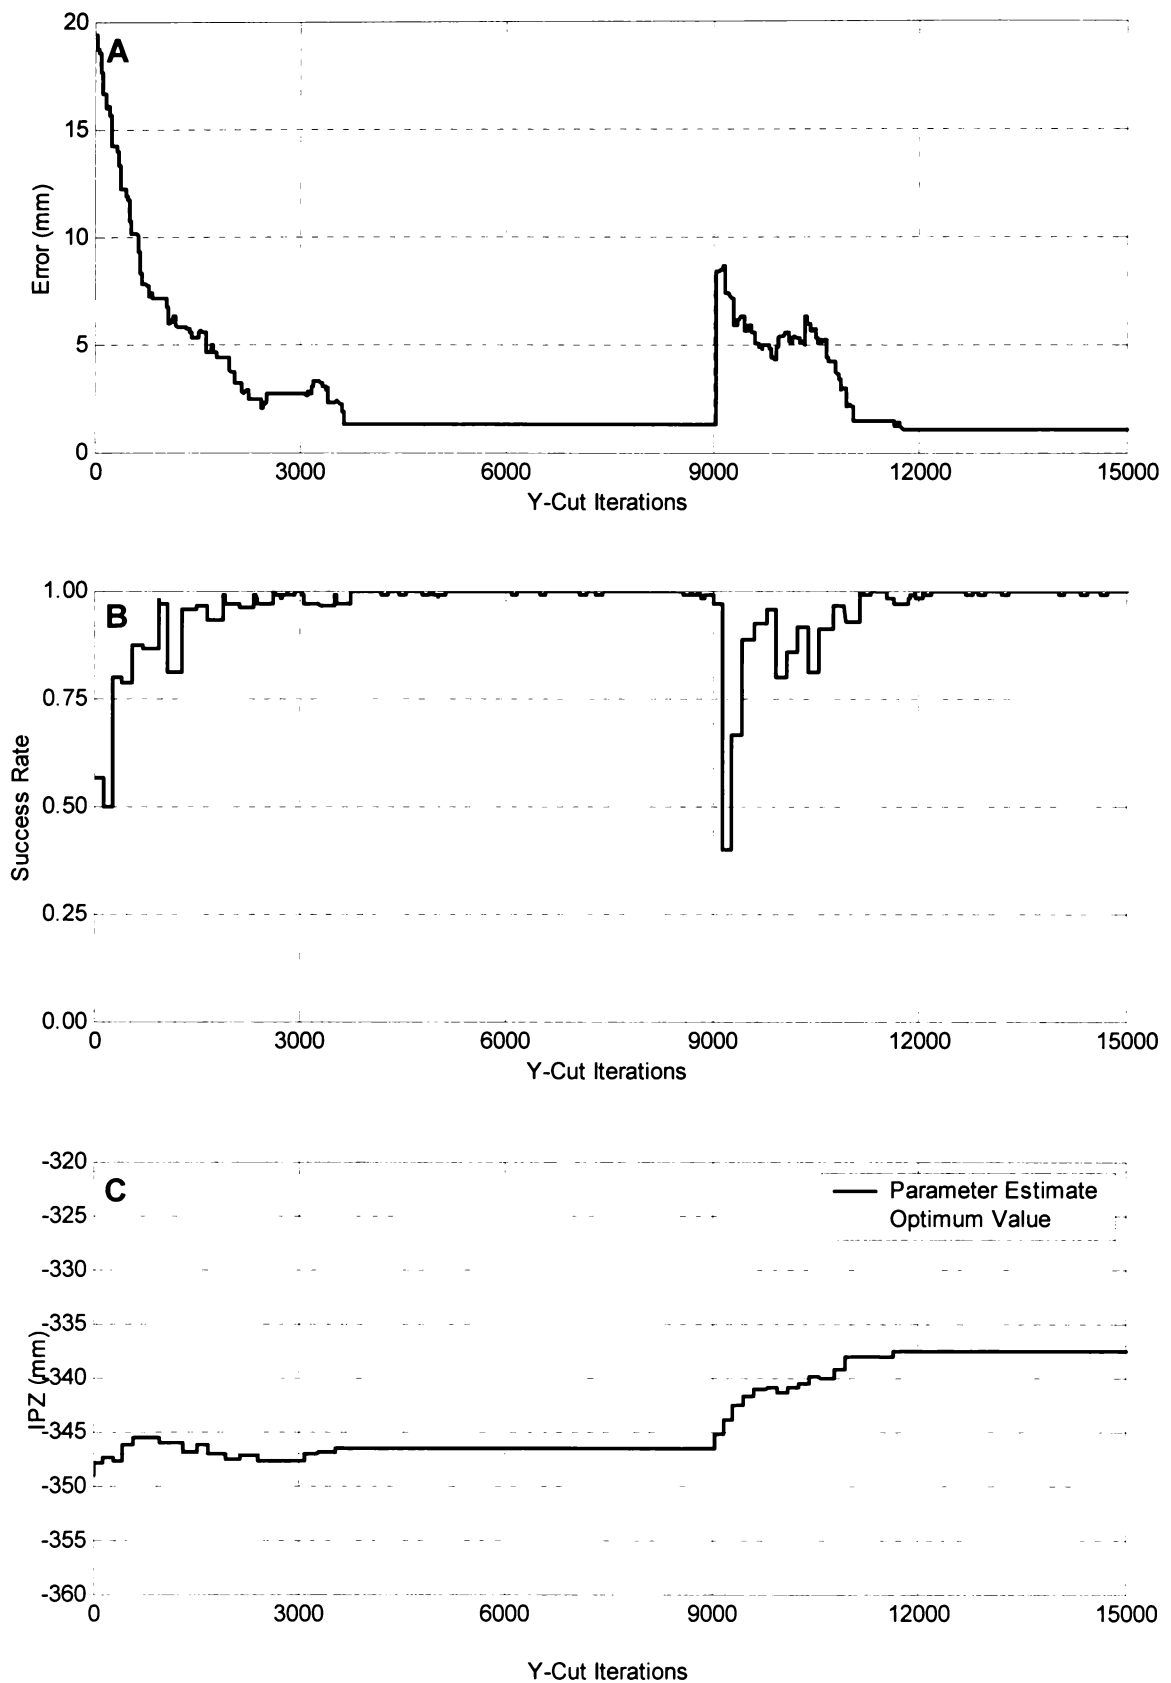 A
20
15
10
5
0
Error (mm)
0 3000 6000 9000 12000 15000
Y-Cut Iterations
B
1.00
0.75
0.50
0.25
0.00
Success Rate
0 3000 6000 9000 12000 15000
Y-Cut Iterations
C
-320
-325
-330
-335
-340
-345
-350
-355
-360
IPZ (mm)
Parameter Estimate
Optimum Value
0 3000 6000 9000 12000 15000
Y-Cut Iterations